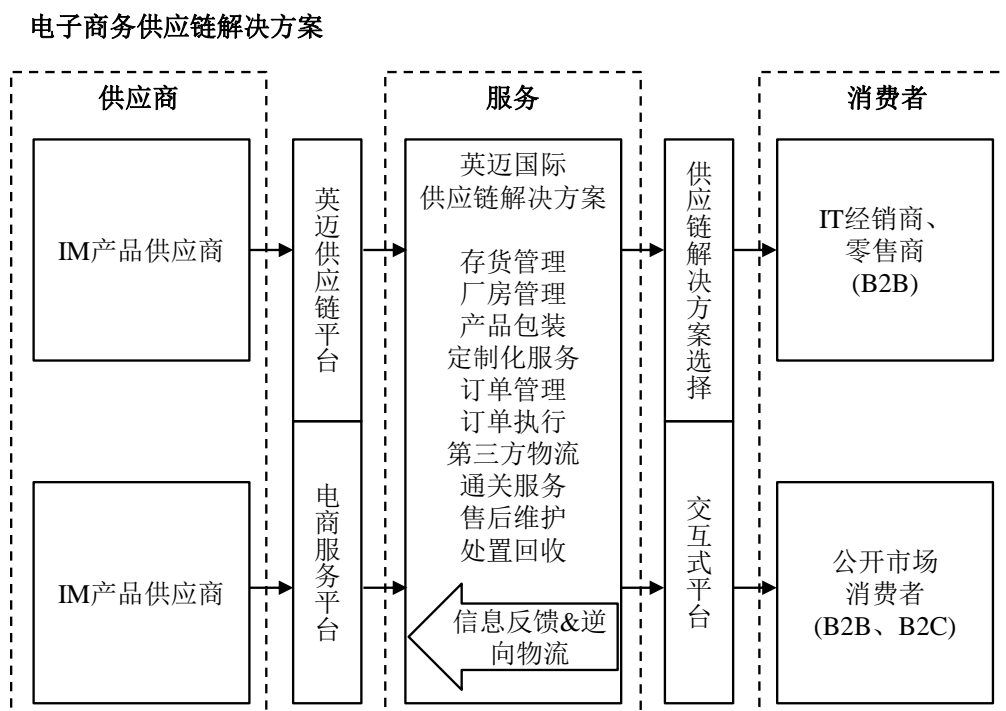 电子商务供应链解决方案
供应商
服务
消费者
IM产品供应商
英迈供应链平台
英迈国际
供应链解决方案
存货管理
厂房管理
产品包装
定制化服务
订单管理
订单执行
第三方物流
通关服务
售后维护
处置回收
供应链解决方案选择
IT经销商、
零售商
(B2B)
IM产品供应商
电商服务平台
信息反馈&逆
向物流
交互式平台
公开市场
消费者
(B2B、B2C)